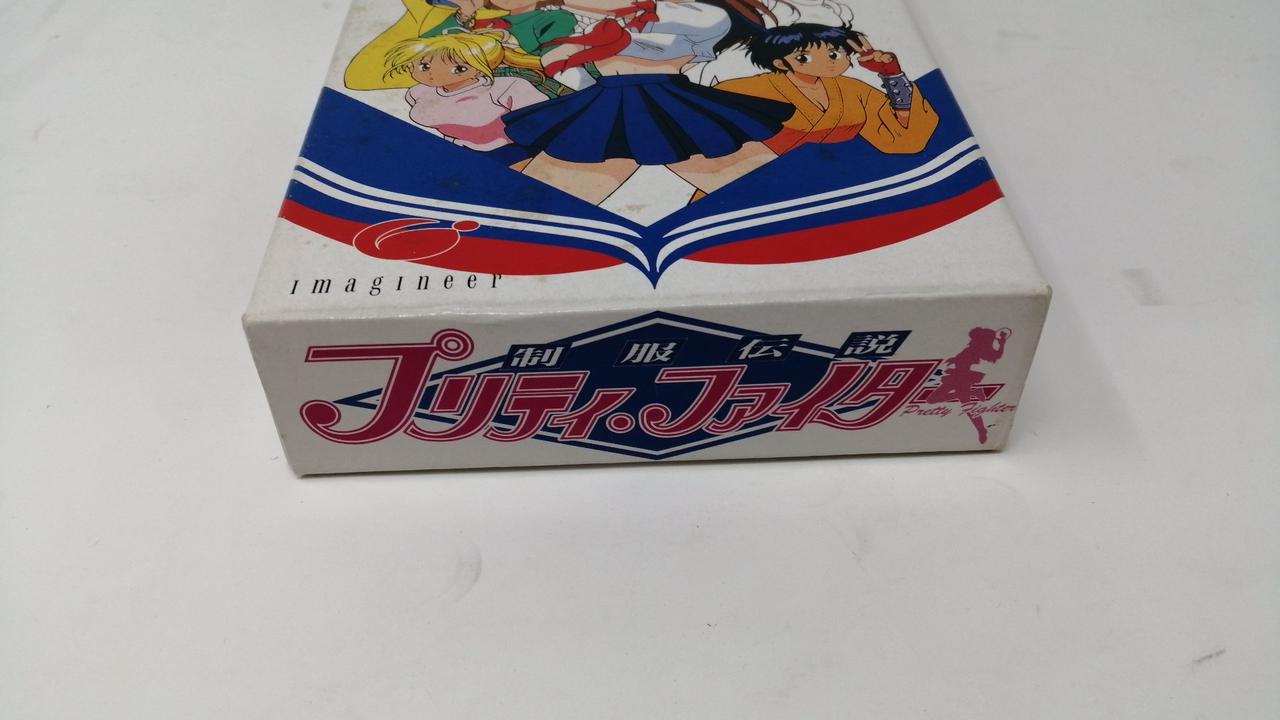 Imagineer
制服伝説
プリティ・ファイター
Pretty Fighter